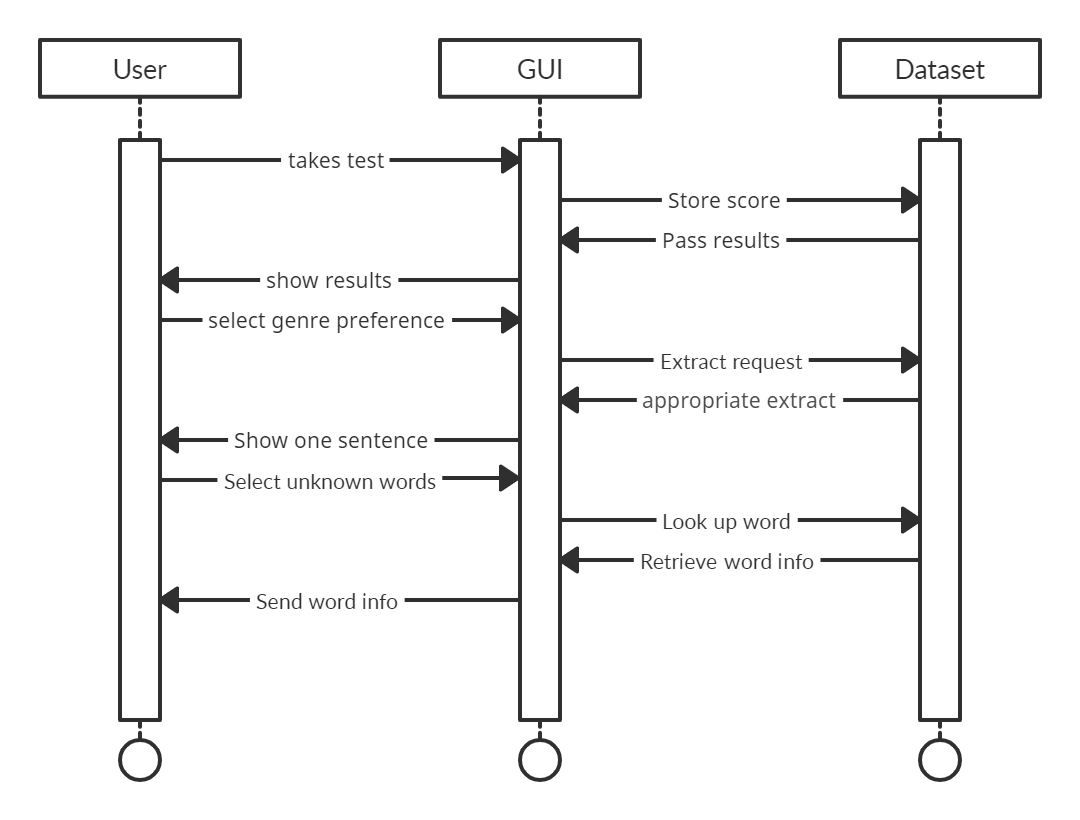 User
GUI
Dataset
takes test
Store score
Pass results
show results
select genre preference
Extract request
appropriate extract
Show one sentence
Select unknown words
Look up word
Retrieve word info
Send word info